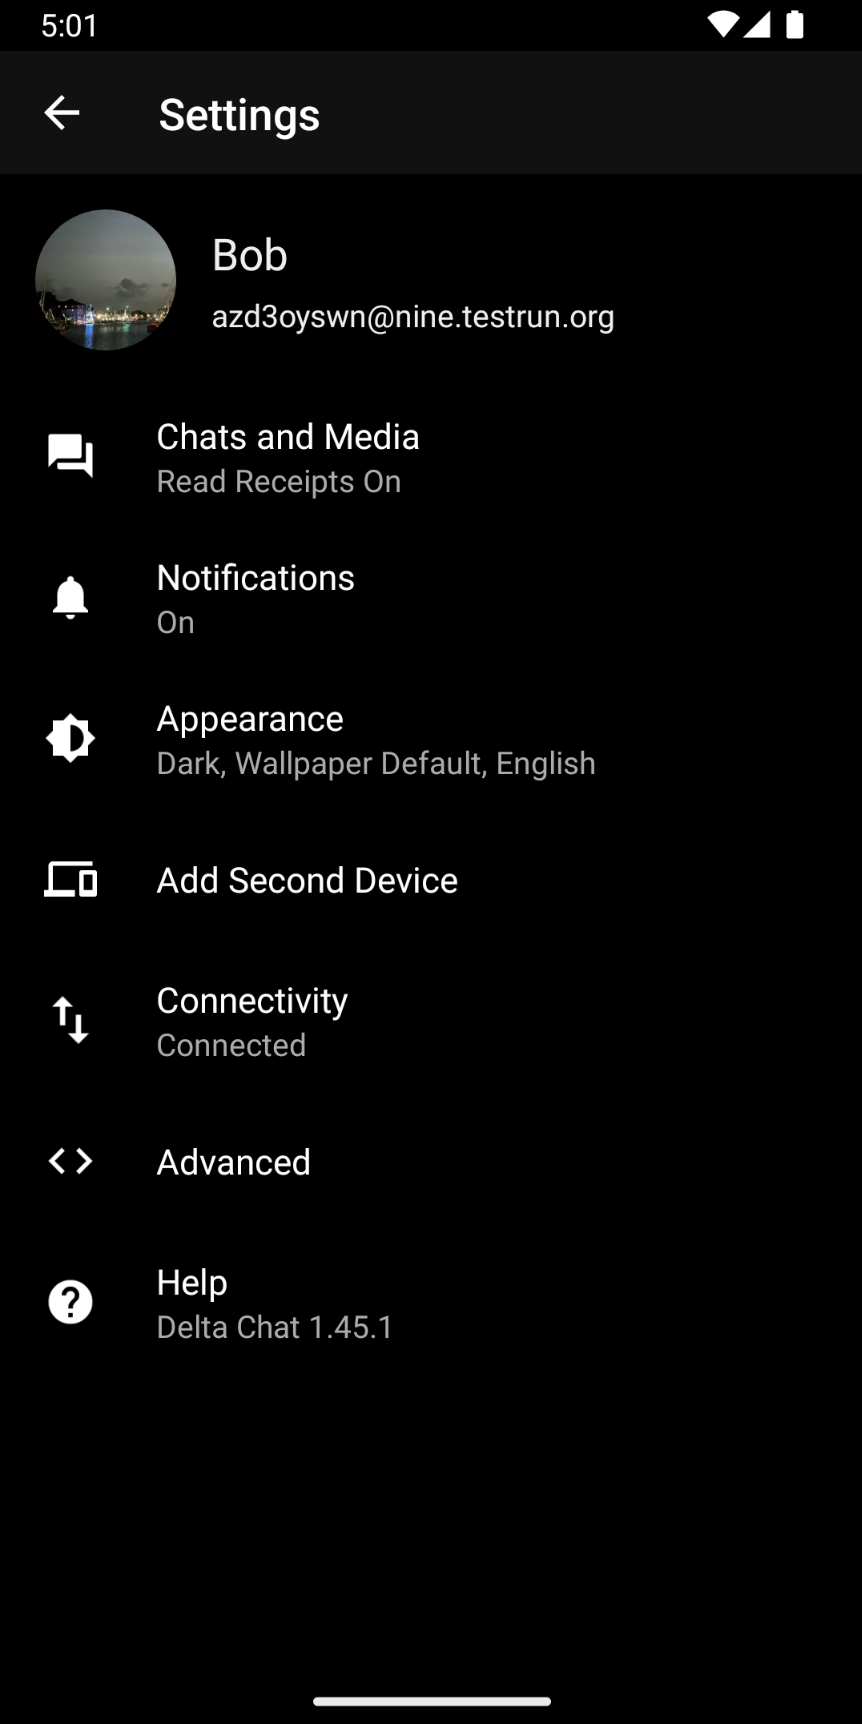 5:01
Settings
Bob
azd3oyswn@nine.testrun.org
Chats and Media
Read Receipts On
Notifications
On
Appearance
Dark, Wallpaper Default, English
Add Second Device
Connectivity
Connected
Advanced
Help
Delta Chat 1.45.1